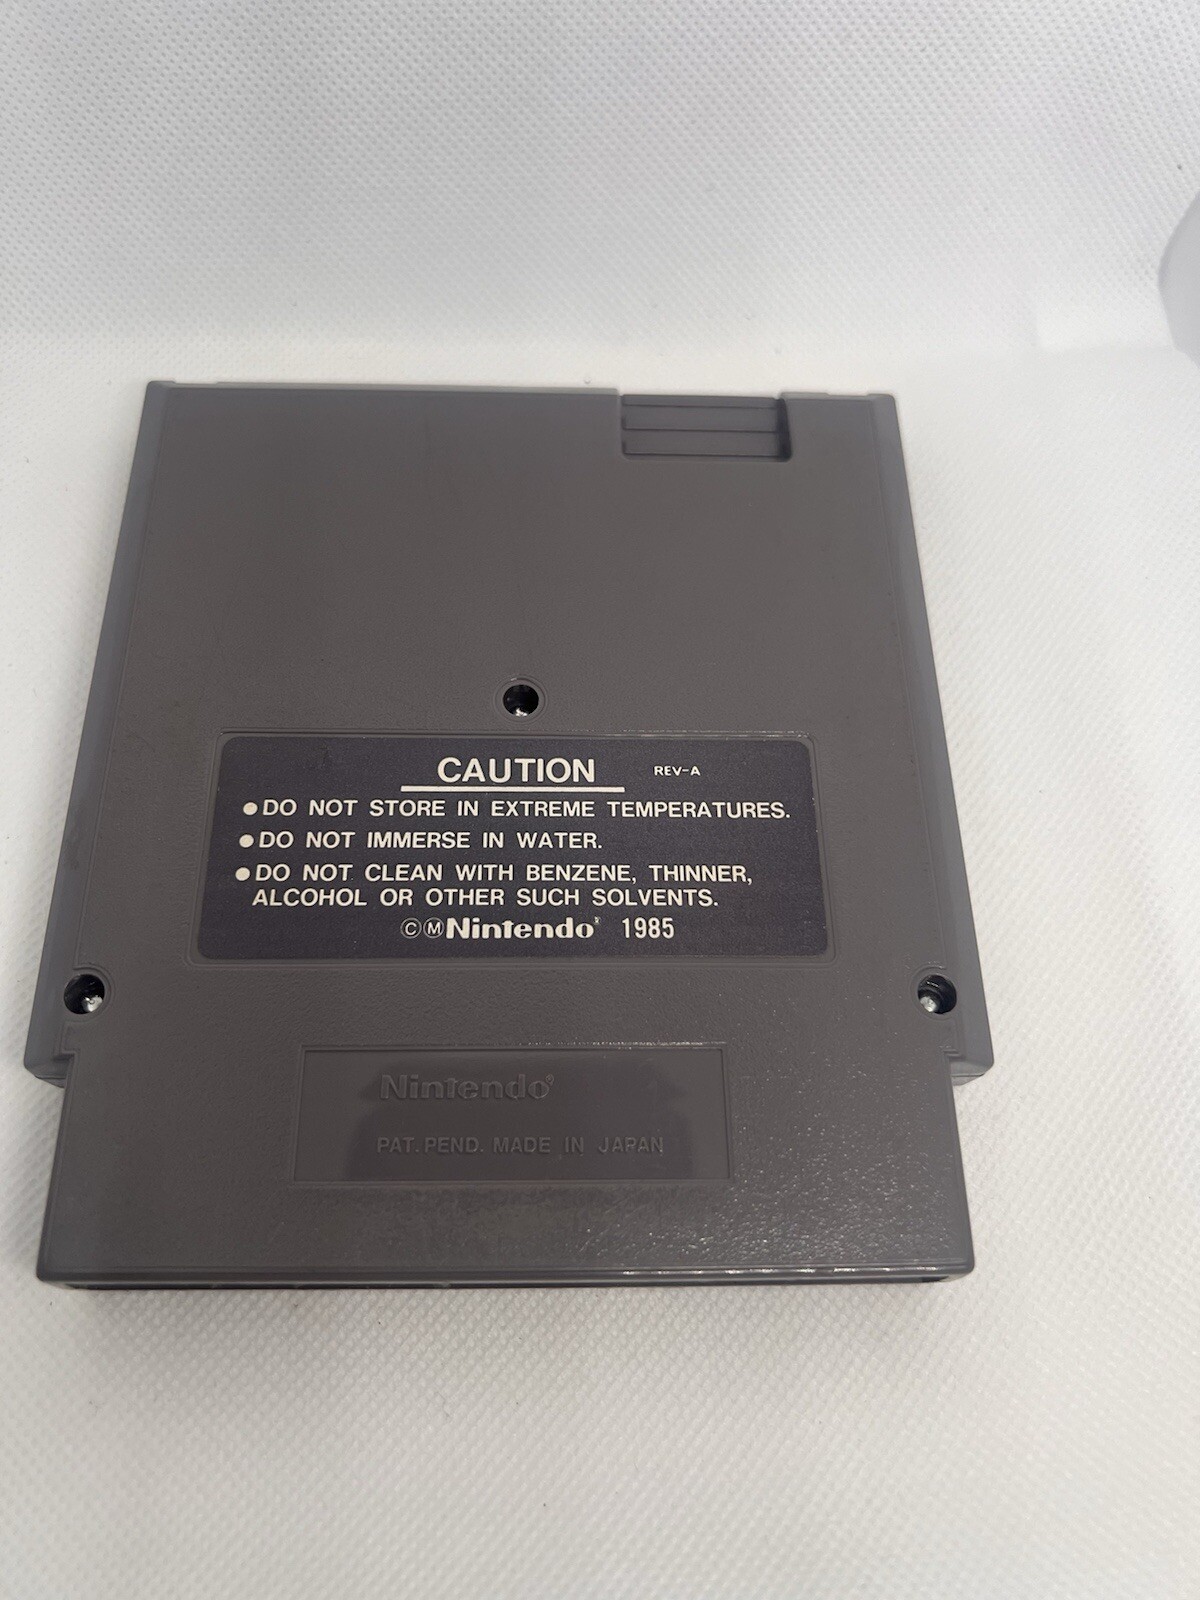 CAUTION REV-A
●DO NOT STORE IN EXTREME TEMPERATURES.
●DO NOT IMMERSE IN WATER.
●DO NOT CLEAN WITH BENZENE, THINNER,
ALCOHOL OR OTHER SUCH SOLVENTS.
©ⓂNintendo® 1985
Nintendo®
PAT. PEND. MADE IN JAPAN